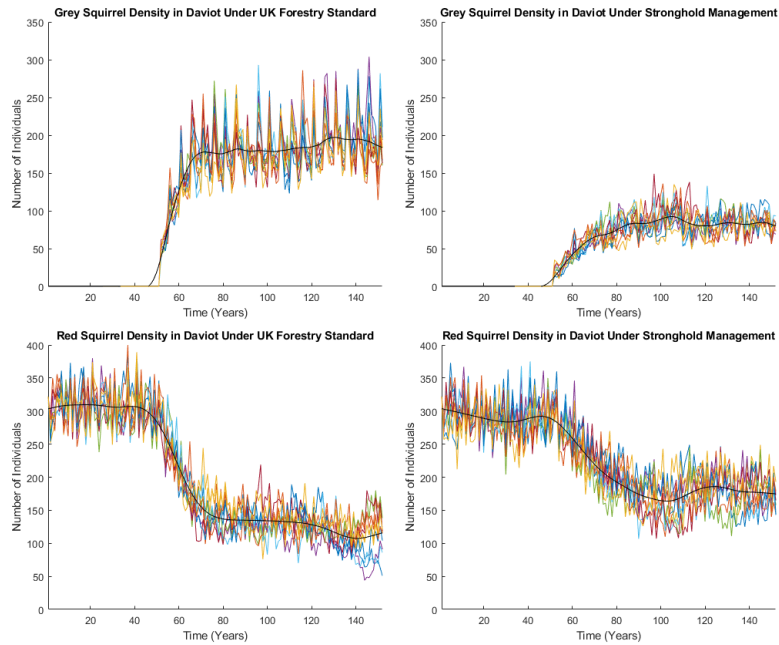 Grey Squirrel Density in Daviot Under UK Forestry Standard
350
300
250
200
150
100
50
0
Number of Individuals
20 40 60 80 100 120 140
Time (Years)
Grey Squirrel Density in Daviot Under Stronghold Management
350
300
250
200
150
100
50
0
Number of Individuals
20 40 60 80 100 120 140
Time (Years)
Red Squirrel Density in Daviot Under UK Forestry Standard
400
350
300
250
200
150
100
50
0
Number of Individuals
20 40 60 80 100 120 140
Time (Years)
Red Squirrel Density in Daviot Under Stronghold Management
400
350
300
250
200
150
100
50
0
Number of Individuals
20 40 60 80 100 120 140
Time (Years)